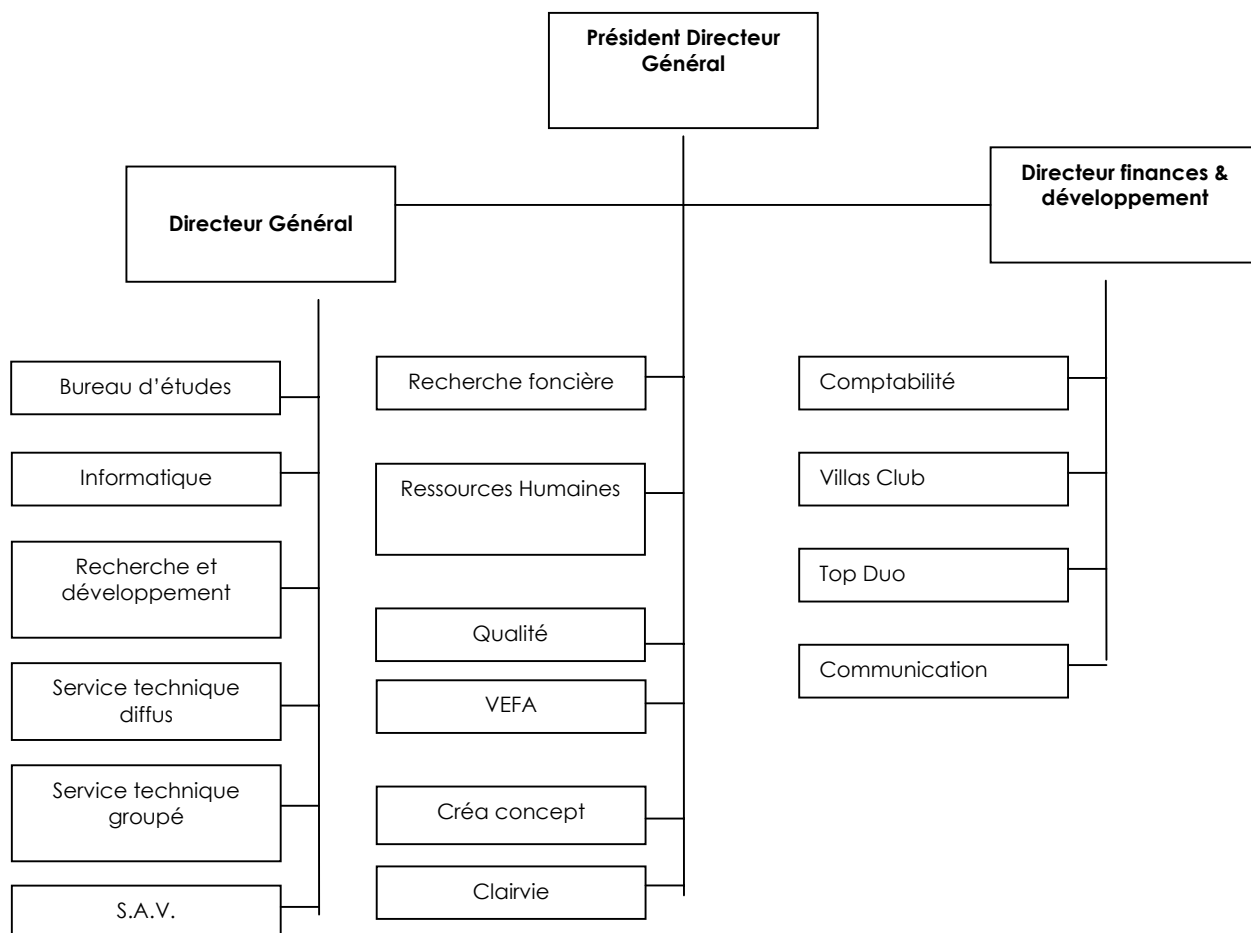 Président Directeur
Général
Directeur Général
Directeur finances &
développement
Bureau d’études
Informatique
Recherche et
développement
Service technique
diffus
Service technique
groupé
S.A.V.
Recherche foncière
Ressources Humaines
Qualité
VEFA
Créa concept
Clairvie
Comptabilité
Villas Club
Top Duo
Communication